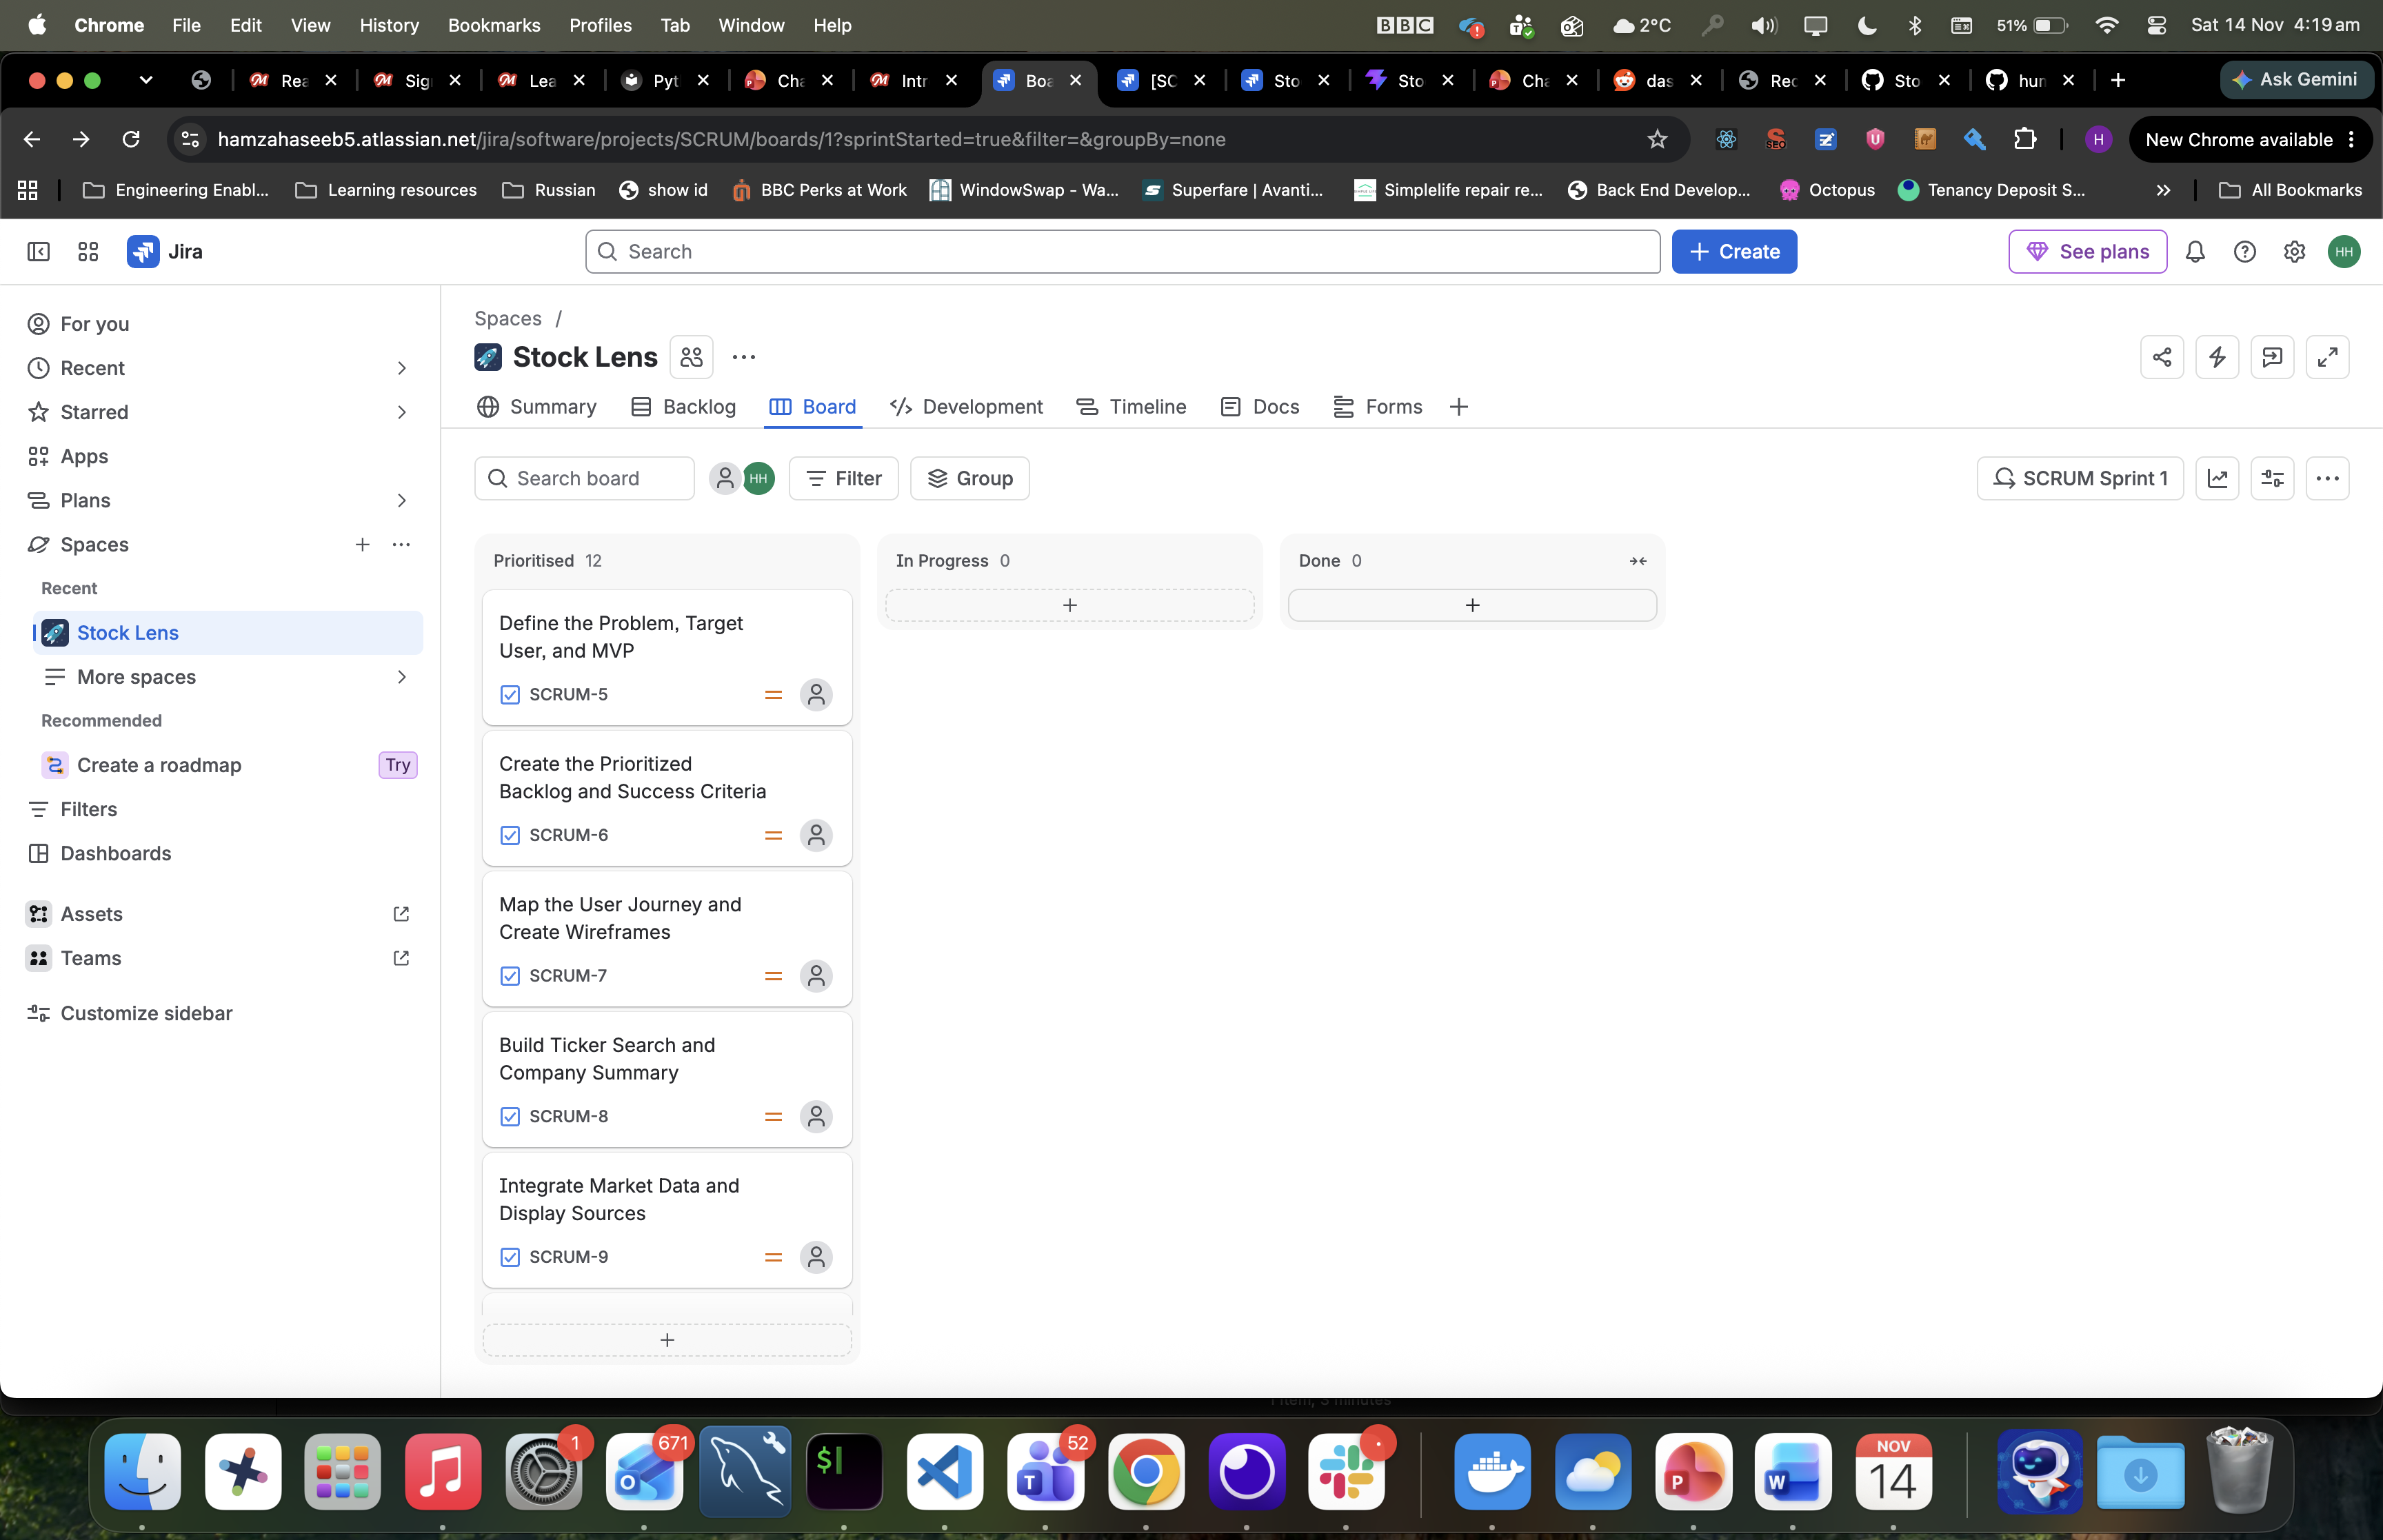 Chrome File Edit View History Bookmarks Profiles Tab Window Help BBC 2°C 51% Sat 14 Nov 4:19 am
Rea Sig Lea Pyt Cha Intr Boa [SC Sto Sto Cha das Rec Sto hun Ask Gemini
hamzahaseeb5.atlassian.net/jira/software/projects/SCRUM/boards/1?sprintStarted=true&filter=&groupBy=none SEO H New Chrome available
Engineering Enabl... Learning resources Russian show id BBC Perks at Work WindowSwap - Wa... Superfare | Avanti... Simplelife repair re... Back End Develop... Octopus Tenancy Deposit S... All Bookmarks
Jira Search Create See plans HH
For you
Recent
Starred
Apps
Plans
Spaces
Recent
Stock Lens
More spaces
Recommended
Create a roadmap Try
Filters
Dashboards
Assets
Teams
Customize sidebar
Spaces /
Stock Lens
Summary Backlog Board Development Timeline Docs Forms
Search board HH Filter Group SCRUM Sprint 1
Prioritised 12
Define the Problem, Target
User, and MVP
SCRUM-5
Create the Prioritized
Backlog and Success Criteria
SCRUM-6
Map the User Journey and
Create Wireframes
SCRUM-7
Build Ticker Search and
Company Summary
SCRUM-8
Integrate Market Data and
Display Sources
SCRUM-9
In Progress 0
Done 0
1 671 52
NOV
14